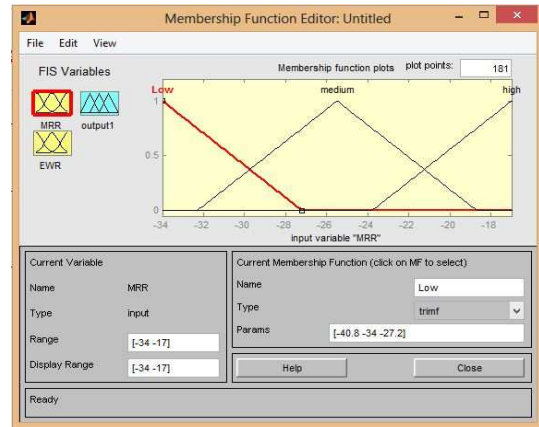 Membership Function Editor: Untitled
File Edit View
FIS Variables
MRR output1
EWR
Membership function plots plot points: 181
Low medium high
1
0.5
0
-34 -32 -30 -28 -26 -24 -22 -20 -18
input variable "MRR"
Current Variable
Name MRR
Type input
Range [-34 -17]
Display Range [-34 -17]
Current Membership Function (click on MF to select)
Name Low
Type trimf
Params [-40.8 -34 -27.2]
Help Close
Ready